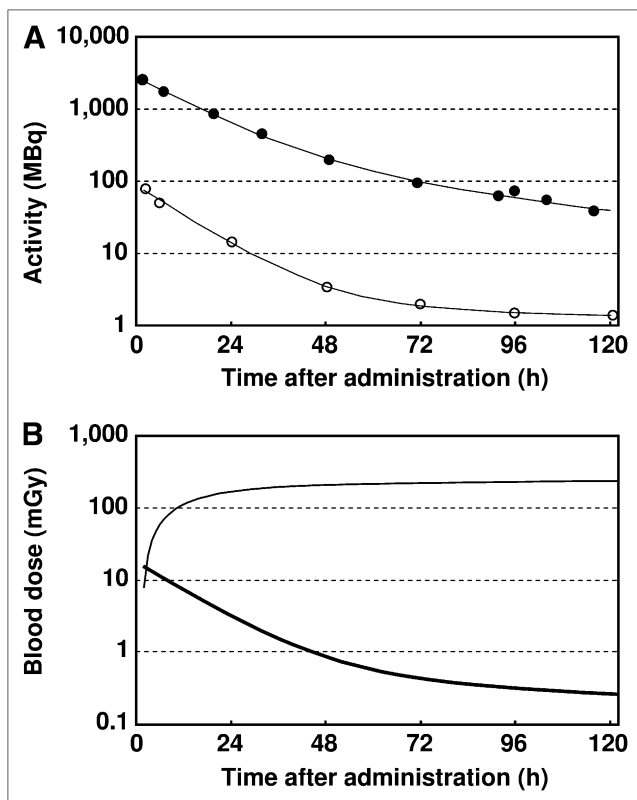 A
10,000
1,000
100
10
1
Activity (MBq)
0 24 48 72 96 120
Time after administration (h)
B
1,000
100
10
1
0.1
Blood dose (mGy)
0 24 48 72 96 120
Time after administration (h)